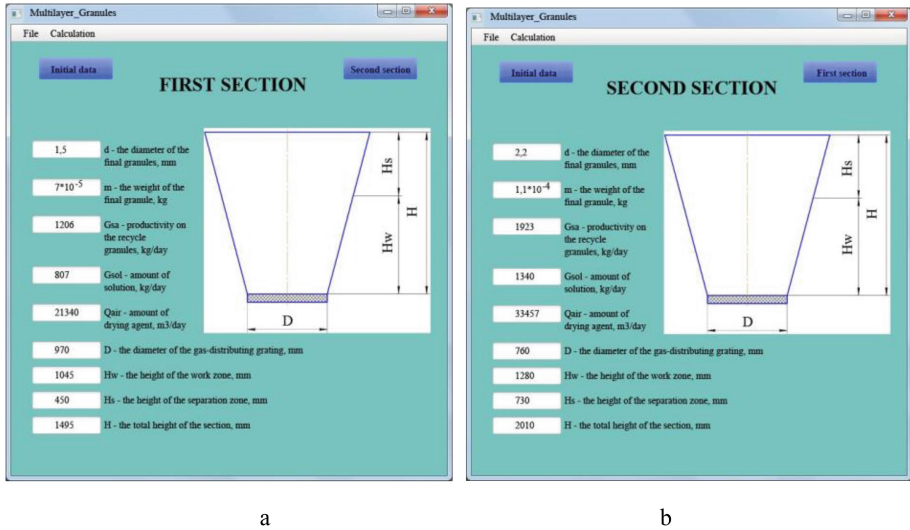 Multilayer_Granules
File Calculation
Initial data
Second section
FIRST SECTION
1,5
d - the diameter of the
final granules, mm
7*10-5
m - the weight of the
final granule, kg
1206
Gsa - productivity on
the recycle
granules, kg/day
807
Gsol - amount of
solution, kg/day
21340
Qair - amount of
drying agent, m3/day
970
D - the diameter of the gas-distributing grating, mm
1045
Hw - the height of the work zone, mm
450
Hs - the height of the separation zone, mm
1495
H - the total height of the section, mm
Hs
H
Hw
D
a
Multilayer_Granules
File Calculation
Initial data
First section
SECOND SECTION
2,2
d - the diameter of the
final granules, mm
1,1*10-4
m - the weight of the
final granule, kg
1923
Gsa - productivity on
the recycle
granules, kg/day
1340
Gsol - amount of
solution, kg/day
33457
Qair - amount of
drying agent, m3/day
760
D - the diameter of the gas-distributing grating, mm
1280
Hw - the height of the work zone, mm
730
Hs - the height of the separation zone, mm
2010
H - the total height of the section, mm
Hs
H
Hw
D
b